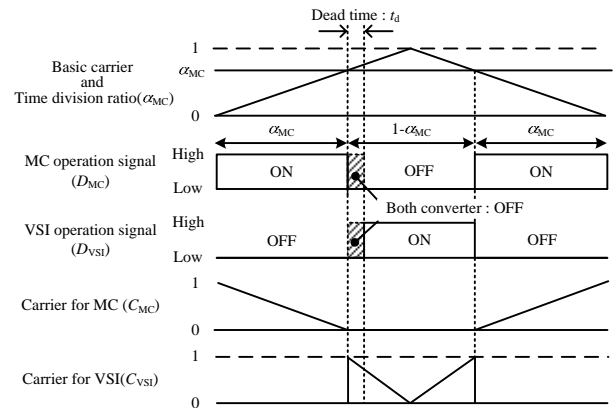 Dead time : td
Basic carrier
and
Time division ratio(αMC)
1
αMC
0
αMC
1-αMC
αMC
MC operation signal
(DMC)
High
Low
ON
OFF
ON
Both converter : OFF
VSI operation signal
(DVSI)
High
Low
OFF
ON
OFF
Carrier for MC (CMC)
1
0
Carrier for VSI(CVSI)
1
0